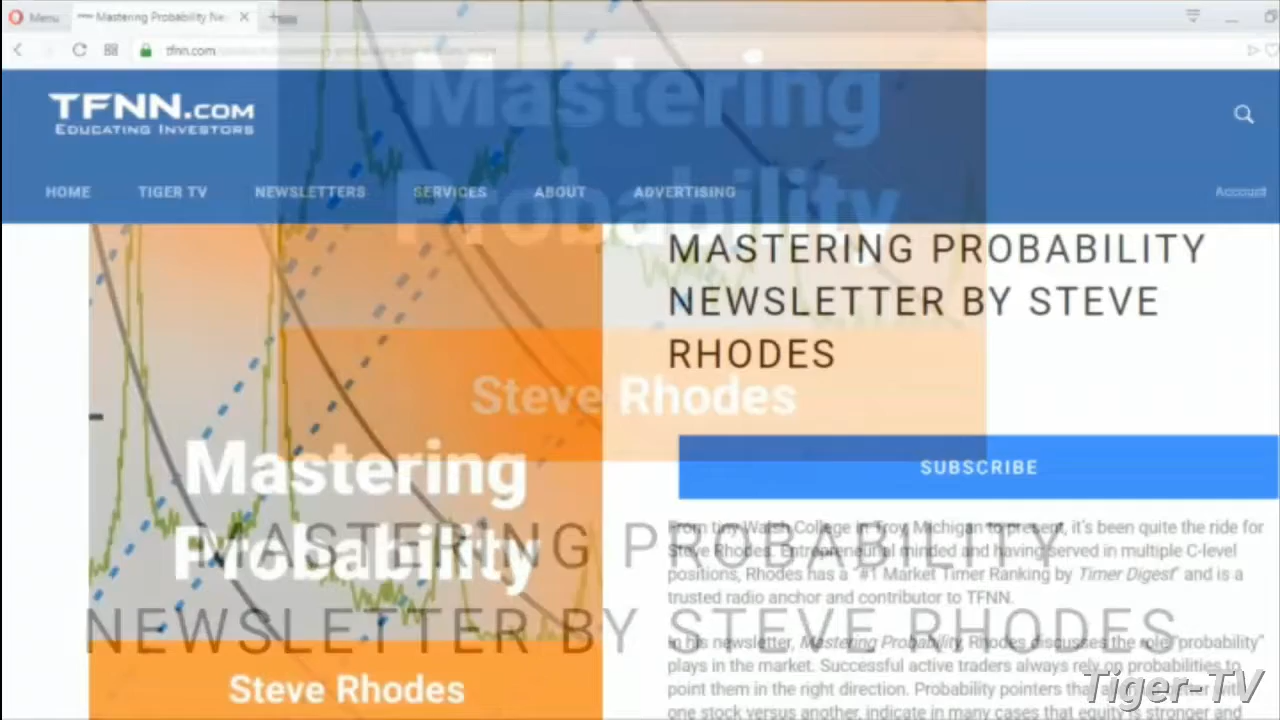 Menu
Mastering Probability Ne
tfnn.com
TFNN.COM
EDUCATING INVESTORS
HOME TIGER TV NEWSLETTERS SERVICES ABOUT ADVERTISING Account
Mastering
Probability
Steve Rhodes
MASTERING PROBABILITY
NEWSLETTER BY STEVE RHODES
Mastering
Probability
Steve Rhodes
MASTERING PROBABILITY
NEWSLETTER BY STEVE
RHODES
SUBSCRIBE
From tiny Walsh College in Troy, Michigan to present, it's been quite the ride for
Steve Rhodes. Entrepreneurial minded and having served in multiple C-level
positions, Rhodes has a "#1 Market Timer Ranking by Timer Digest" and is a
trusted radio anchor and contributor to TFNN.
In his newsletter, Mastering Probability, Rhodes discusses the role "probability"
plays in the market. Successful active traders always rely on probabilities to
point them in the right direction. Probability pointers
one stock versus another, indicate in many cases that stronger and
Tiger-TV